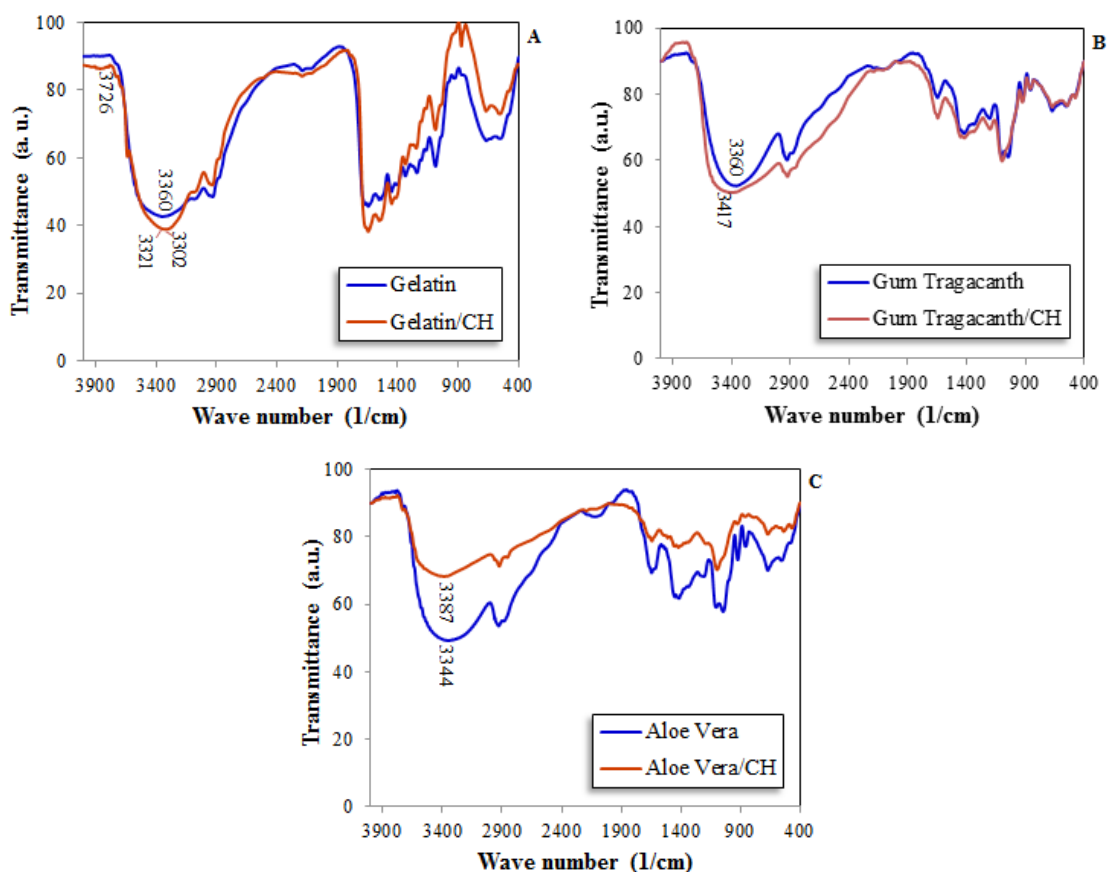 A
100
80
60
40
20
0
Transmittance (a. u.)
3726
3360
3321
3302
Gelatin
Gelatin/CH
3900 3400 2900 2400 1900 1400 900 400
Wave number (1/cm)
B
100
80
60
40
20
0
Transmittance (a.u.)
3360
3417
Gum Tragacanth
Gum Tragacanth/CH
3900 3400 2900 2400 1900 1400 900 400
Wave number (1/cm)
C
100
80
60
40
20
0
Transmittance (a.u.)
3387
3344
Aloe Vera
Aloe Vera/CH
3900 3400 2900 2400 1900 1400 900 400
Wave number (1/cm)